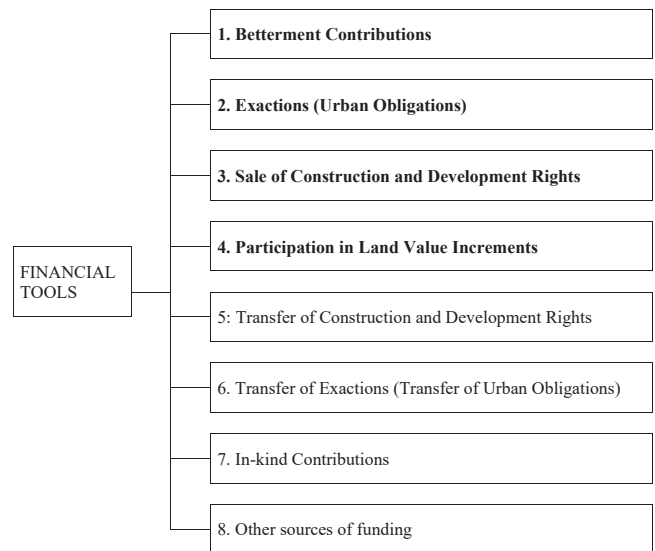 1. Betterment Contributions
2. Exactions (Urban Obligations)
3. Sale of Construction and Development Rights
4. Participation in Land Value Increments
FINANCIAL
TOOLS
5: Transfer of Construction and Development Rights
6. Transfer of Exactions (Transfer of Urban Obligations)
7. In-kind Contributions
8. Other sources of funding